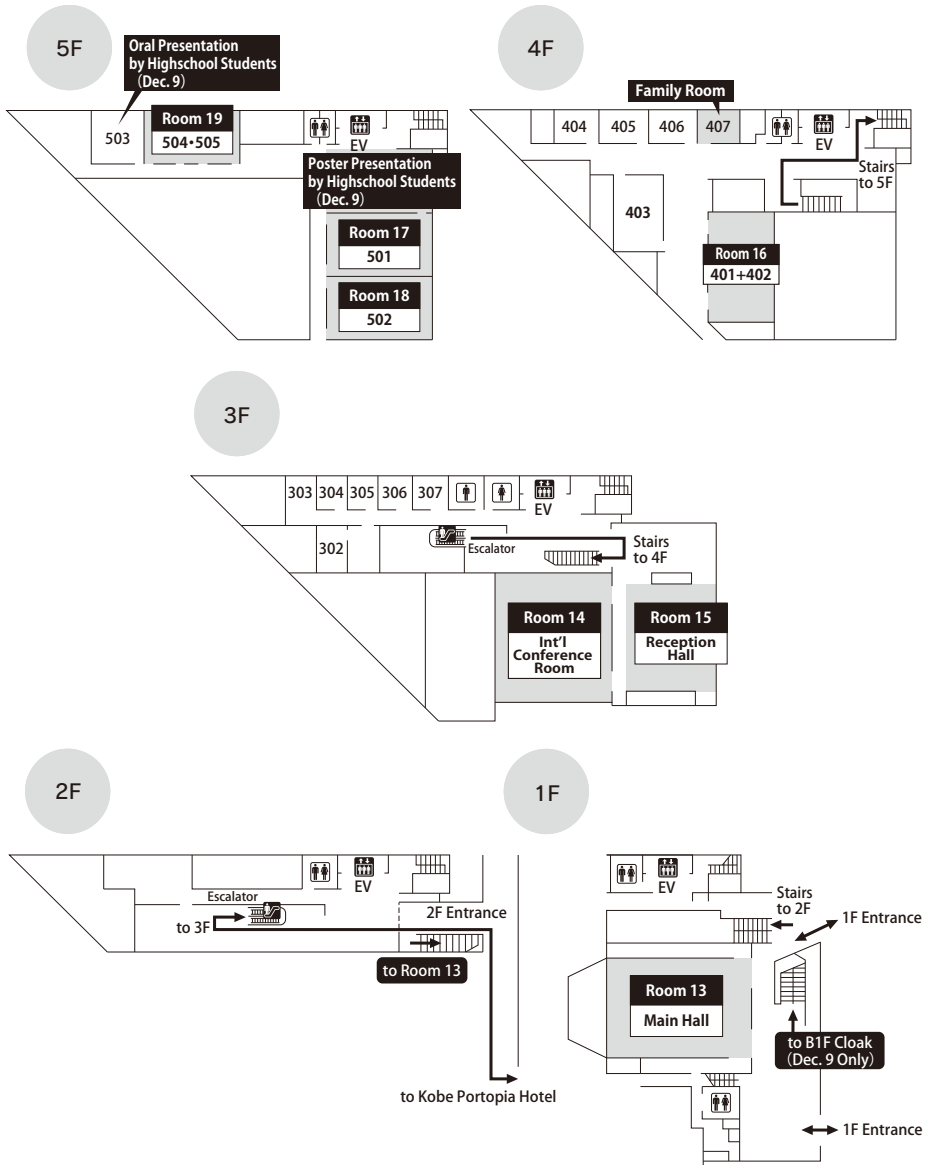 5F
Oral Presentation
by Highschool Students
(Dec. 9)
503
Room 19
504•505
EV
Poster Presentation
by Highschool Students
(Dec. 9)
Room 17
501
Room 18
502
4F
Family Room
404
405
406
407
EV
Stairs
to 5F
403
Room 16
401+402
3F
303
304
305
306
307
EV
302
Escalator
Stairs
to 4F
Room 14
Int'l
Conference
Room
Room 15
Reception
Hall
2F
EV
Escalator
to 3F
2F Entrance
to Room 13
to Kobe Portopia Hotel
1F
EV
Stairs
to 2F
1F Entrance
Room 13
Main Hall
to B1F Cloak
(Dec. 9 Only)
1F Entrance